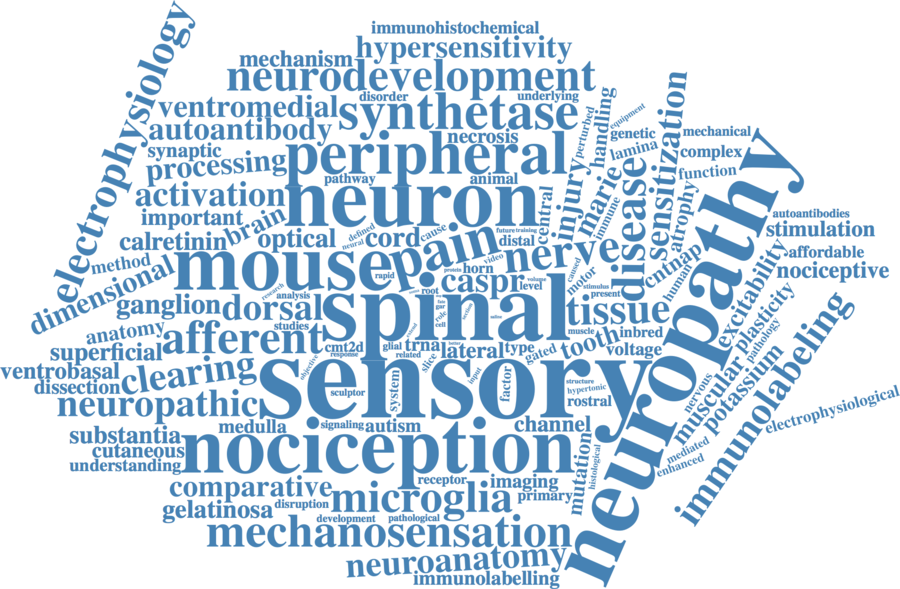 immunohistochemical
mechanism
hypersensitivity
neurodevelopment
disorder
underlying
electrophysiology
ventromedial
synthetase
autoantibody
necrosis
synaptic
processing
peripheral
pathway
animal
activation
neuron
important
brain
calretinin
optical
cord
cause
defined
neural
future
training
distal
central
injury
perturbed
handling
equipment
genetic
mechanical
lamina
marie
immune
disease
sensitization
complex
function
atrophy
autoantibodies
stimulation
affordable
nociceptive
method
dimensional
mouse
pain
nerve
video
rapid
protein
horn
caspr
level
volume
caused
motor
stimulus
present
cntnap
human
neuropathy
excitability
plasticity
pathology
ganglion
dorsal
research
analysis
root
spinal
tissue
muscle
inbred
tooth
voltage
gated
anatomy
afferent
studies
superficial
cmt2d
response
glial
trna
related
slice
lateral
type
role
cell
input
factor
ventrobasal
dissection
clearing
objective
sculptor
system
sensory
structure
hypertonic
rostral
nervous
muscular
potassium
immunolabeling
electrophysiological
mediated
enhanced
neuropathic
medulla
signaling
autism
channel
substantia
cutaneous
understanding
nociception
receptor
imaging
primary
mutation
histological
comparative
microglia
gelatinosa
disruption
development
pathological
mechanosensation
neuroanatomy
immunolabelling